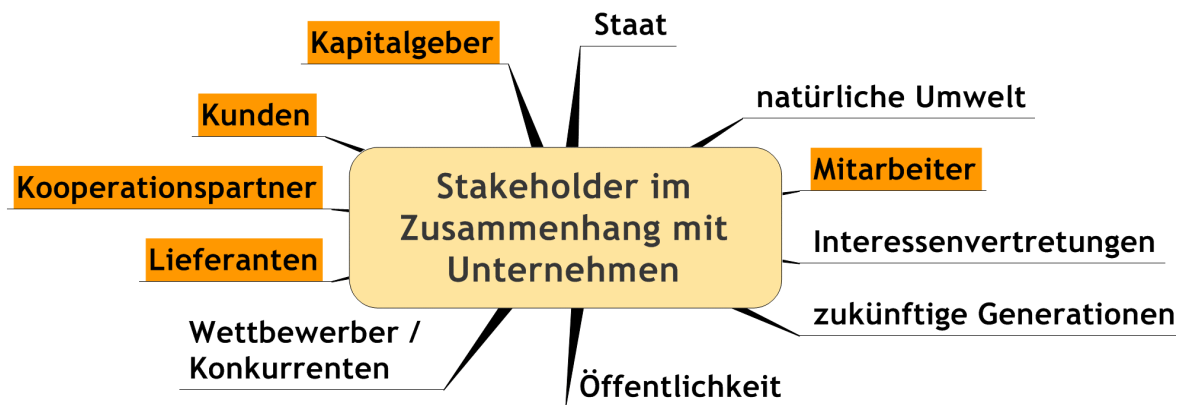 Staat
Kapitalgeber
natürliche Umwelt
Kunden
Mitarbeiter
Kooperationspartner
Stakeholder im
Zusammenhang mit
Unternehmen
Interessenvertretungen
Lieferanten
zukünftige Generationen
Wettbewerber /
Konkurrenten
Öffentlichkeit